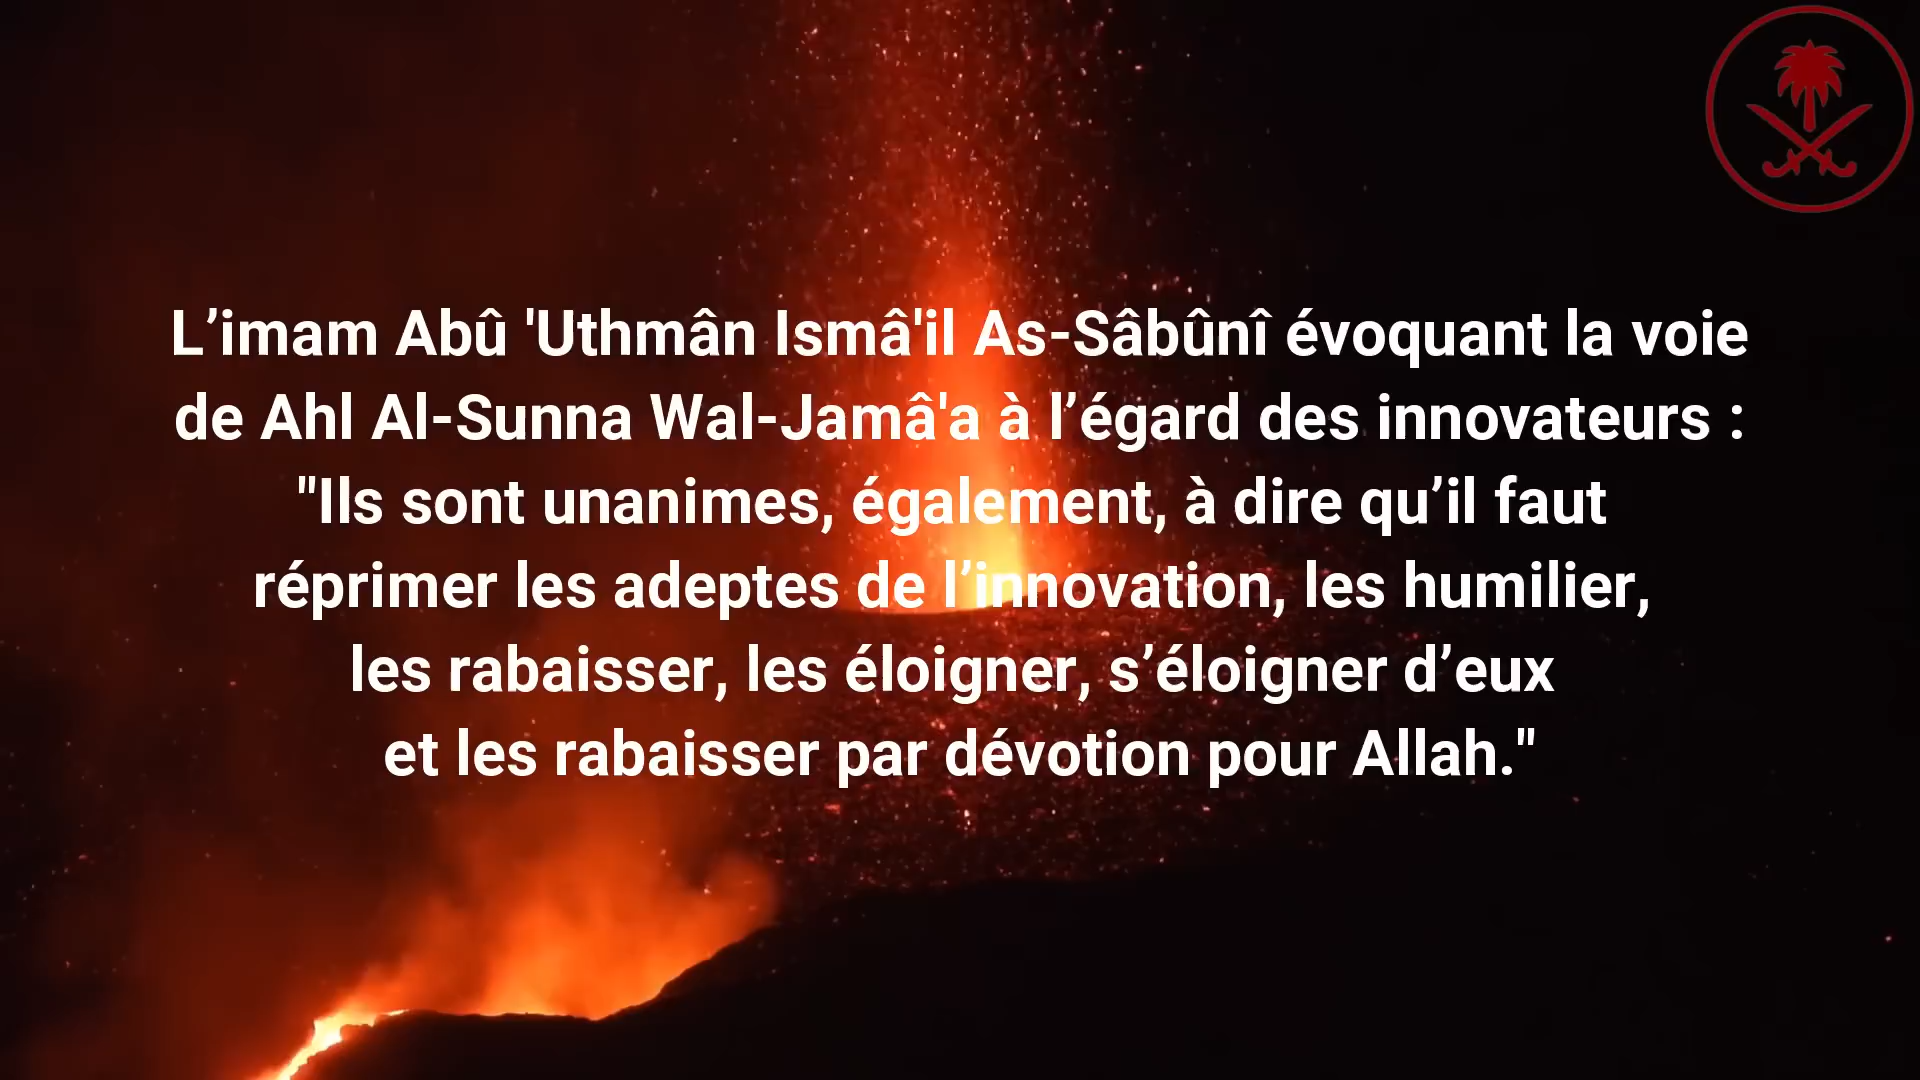 L’imam Abû 'Uthmân Ismâ'il As-Sâbûnî évoquant la voie
de Ahl Al-Sunna Wal-Jamâ'a à l’égard des innovateurs :
"Ils sont unanimes, également, à dire qu’il faut
réprimer les adeptes de l’innovation, les humilier,
les rabaisser, les éloigner, s’éloigner d’eux
et les rabaisser par dévotion pour Allah."